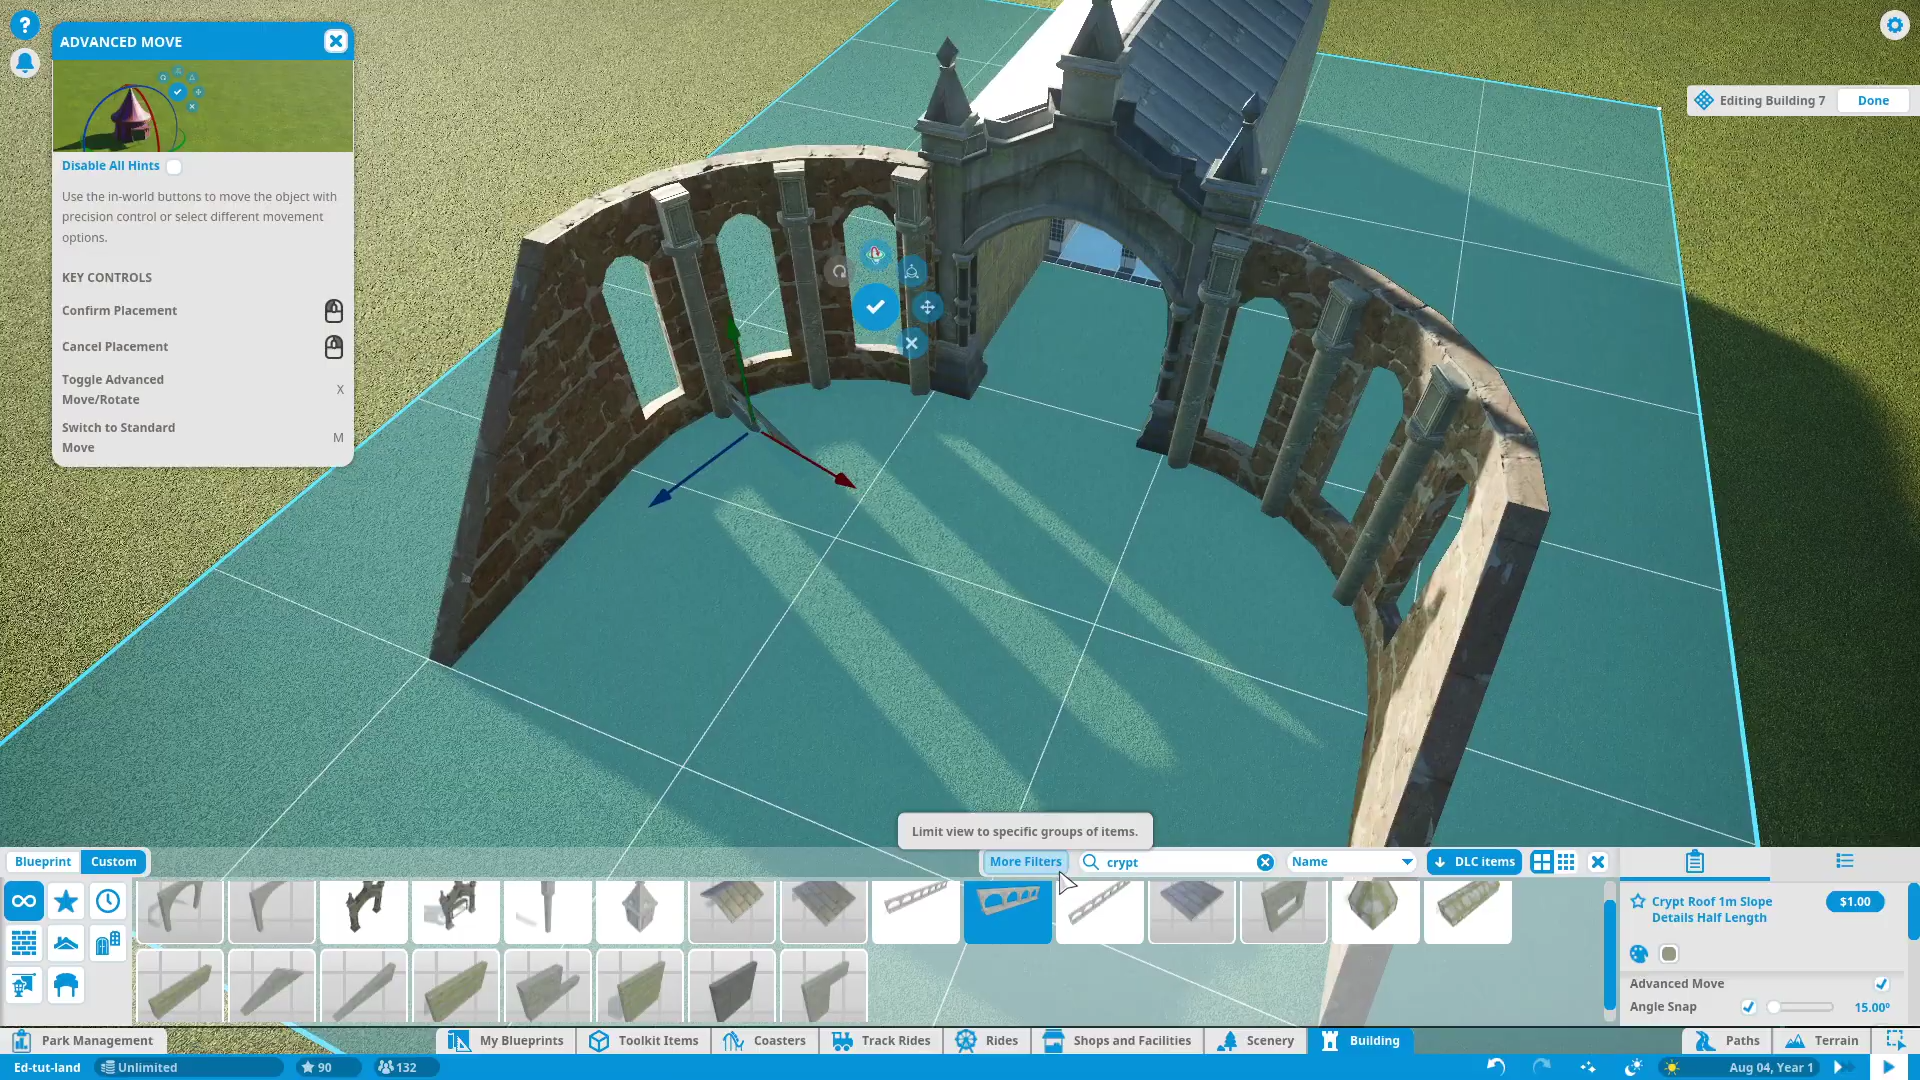 ?
ADVANCED MOVE
Disable All Hints
Use the in-world buttons to move the object with
precision control or select different movement
options.
KEY CONTROLS
Confirm Placement
Cancel Placement
Toggle Advanced
Move/Rotate
X
Switch to Standard
Move
M
Editing Building 7
Done
Limit view to specific groups of items.
Blueprint
Custom
More Filters
crypt
Name
DLC items
Crypt Roof 1m Slope
Details Half Length
$1.00
Advanced Move
Angle Snap
15.00°
Park Management
My Blueprints
Toolkit Items
Coasters
Track Rides
Rides
Shops and Facilities
Scenery
Building
Paths
Terrain
Ed-tut-land
Unlimited
90
132
Aug 04, Year 1